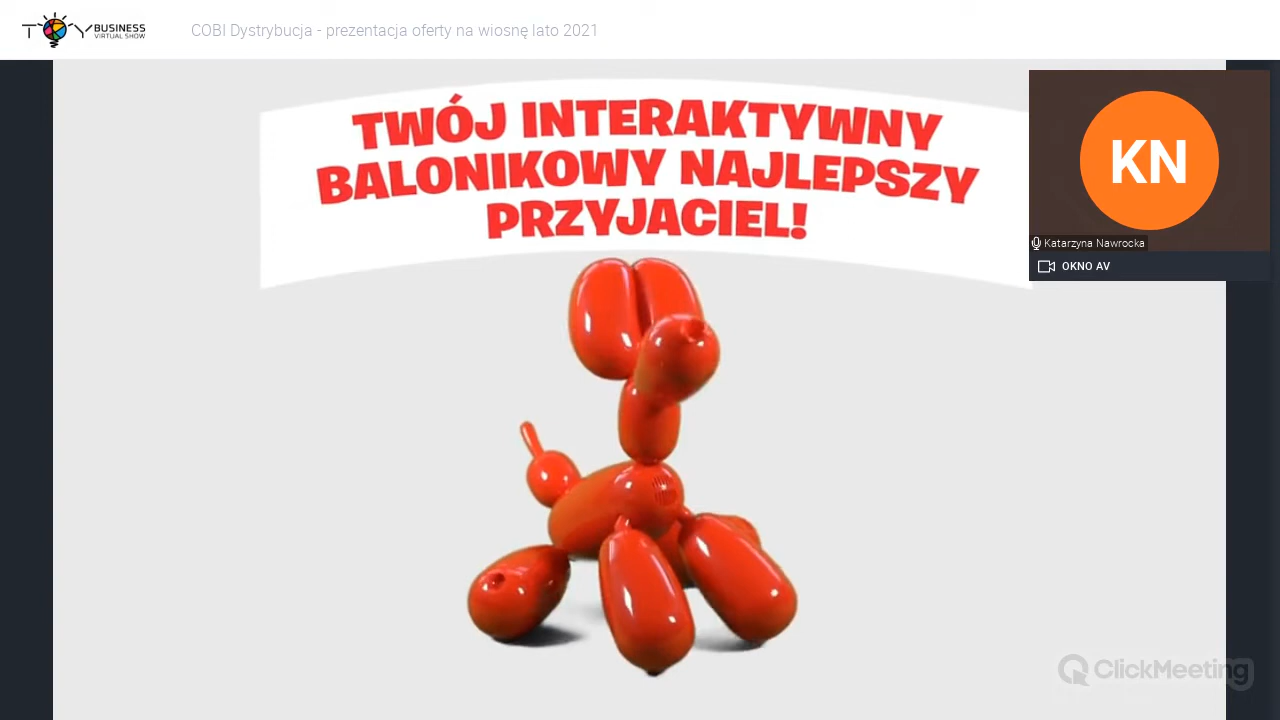 TOY BUSINESS
VIRTUAL SHOW
COBI Dystrybucja - prezentacja oferty na wiosnę lato 2021
TWÓJ INTERAKTYWNY
BALONIKOWY NAJLEPSZY
PRZYJACIEL!
KN
Katarzyna Nawrocka
OKNO AV
ClickMeeting